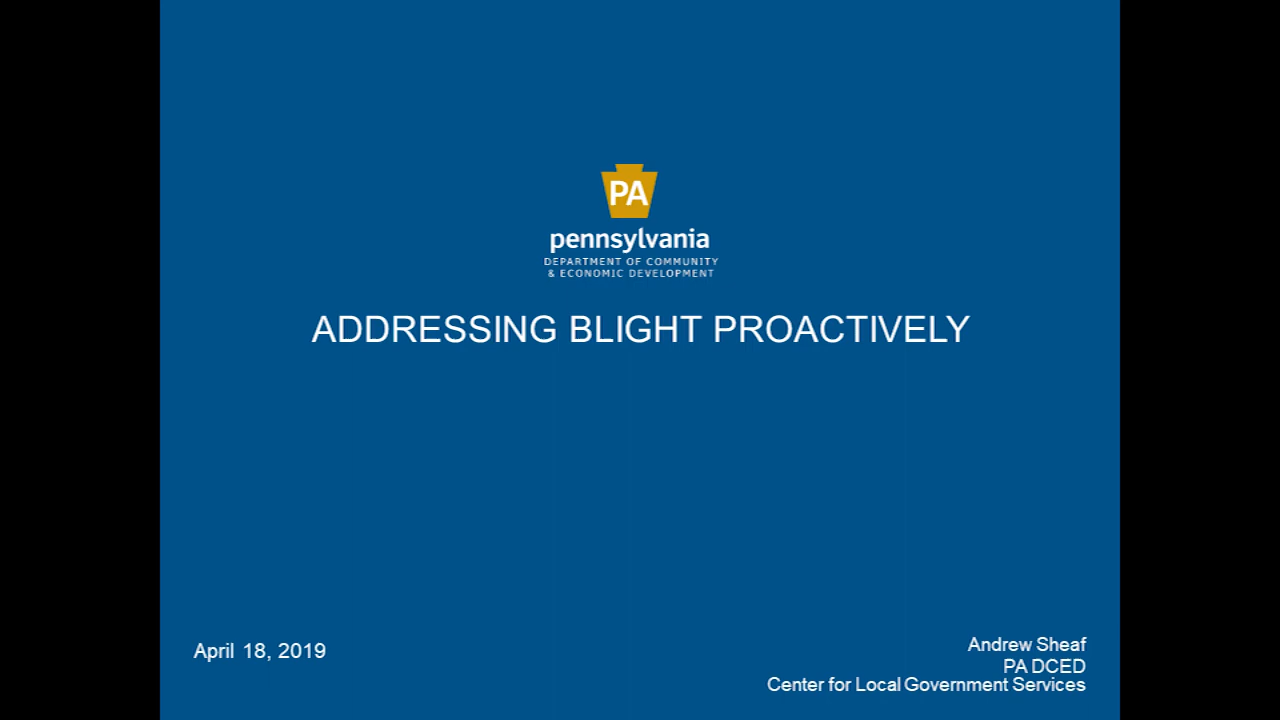 PA
pennsylvania
DEPARTMENT OF COMMUNITY
& ECONOMIC DEVELOPMENT
ADDRESSING BLIGHT PROACTIVELY
April 18, 2019
Andrew Sheaf
PA DCED
Center for Local Government Services